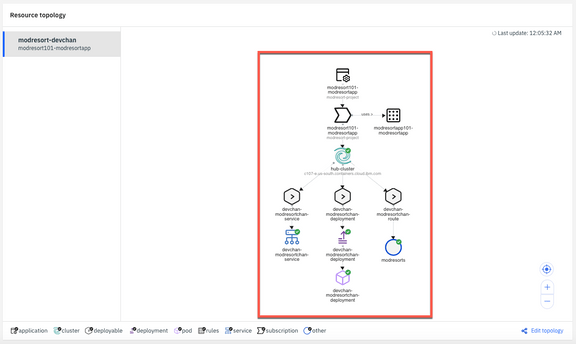 Resource topology
modresort-devchan
modresort101-modresortapp
Last update: 12:05:32 AM
modresort101-
modresortapp
modresort-project
modresort101-
modresortapp
modresort-project
modresortapp101-
modresortapp
hub-cluster
devchan-
modresortchan-
service
devchan-
modresortchan-
deployment
devchan-
modresortchan-
route
devchan-
modresortchan-
service
devchan-
modresortchan-
deployment
modresorts
devchan-
modresortchan-
deployment
application
cluster
deployable
deployment
pod
rules
service
subscription
other
Edit topology